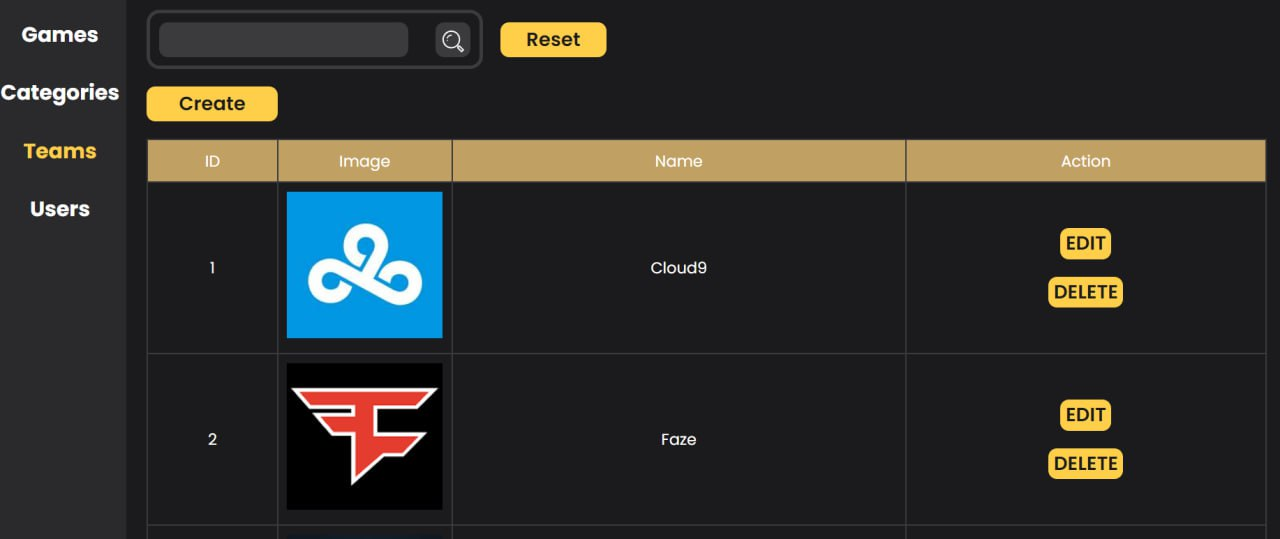 Games
Categories
Teams
Users
Reset
Create
ID Image Name Action
1 Cloud9 EDIT
DELETE
2 Faze EDIT
DELETE